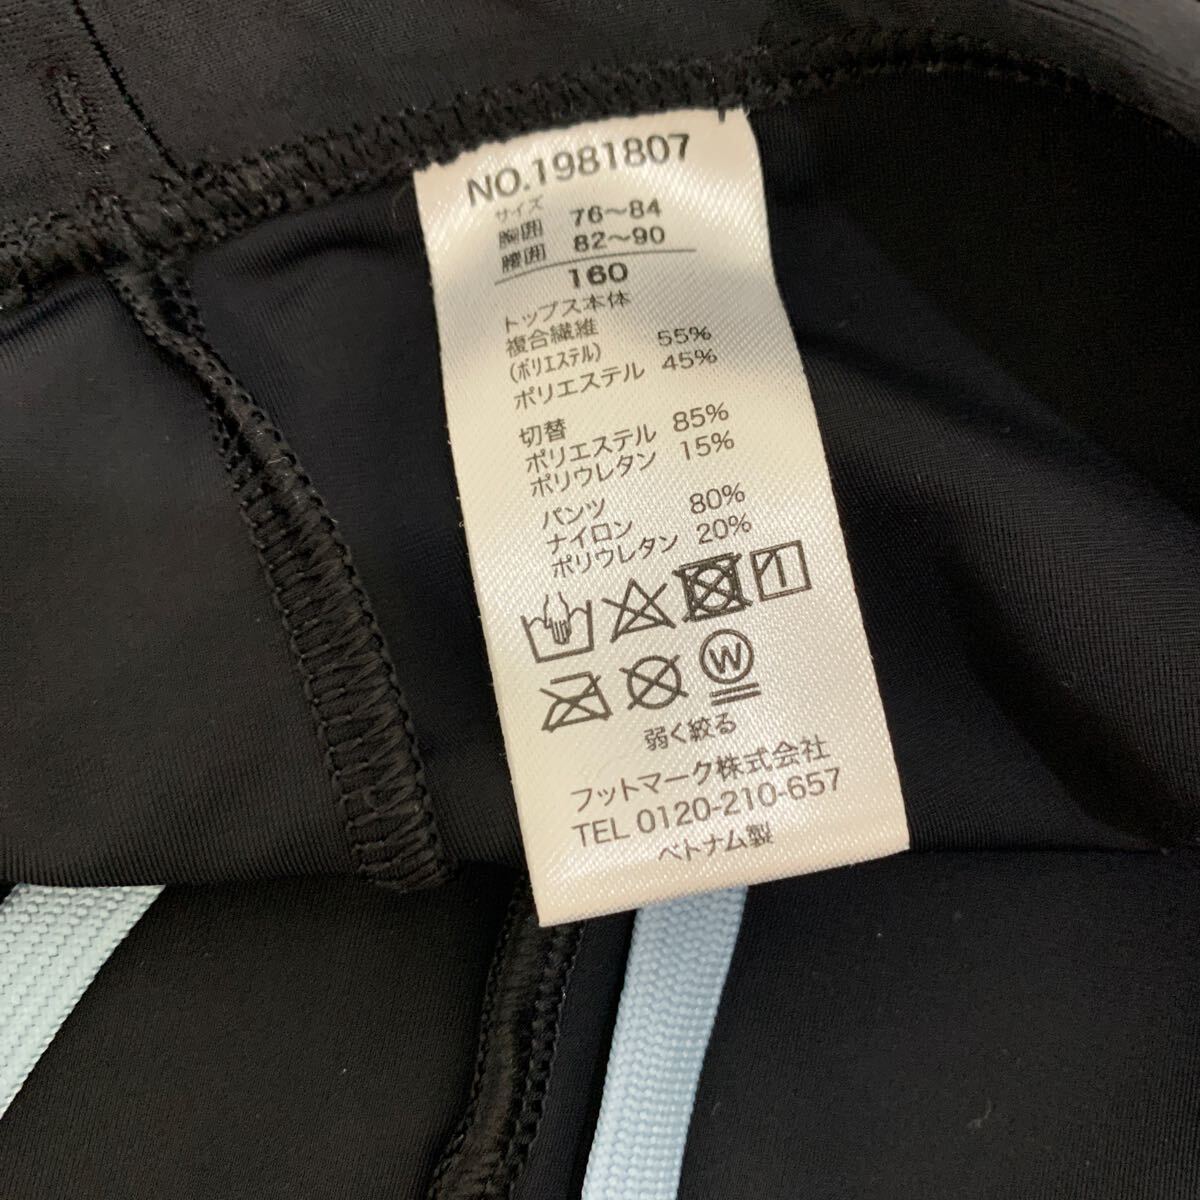 NO.1981807
サイズ
胸囲 76～84
腰囲 82～90
160
トップス本体
複合繊維
(ポリエステル) 55%
ポリエステル 45%
切替
ポリエステル 85%
ポリウレタン 15%
パンツ
ナイロン 80%
ポリウレタン 20%
W
弱く絞る
フットマーク株式会社
TEL 0120-210-657
ベトナム製